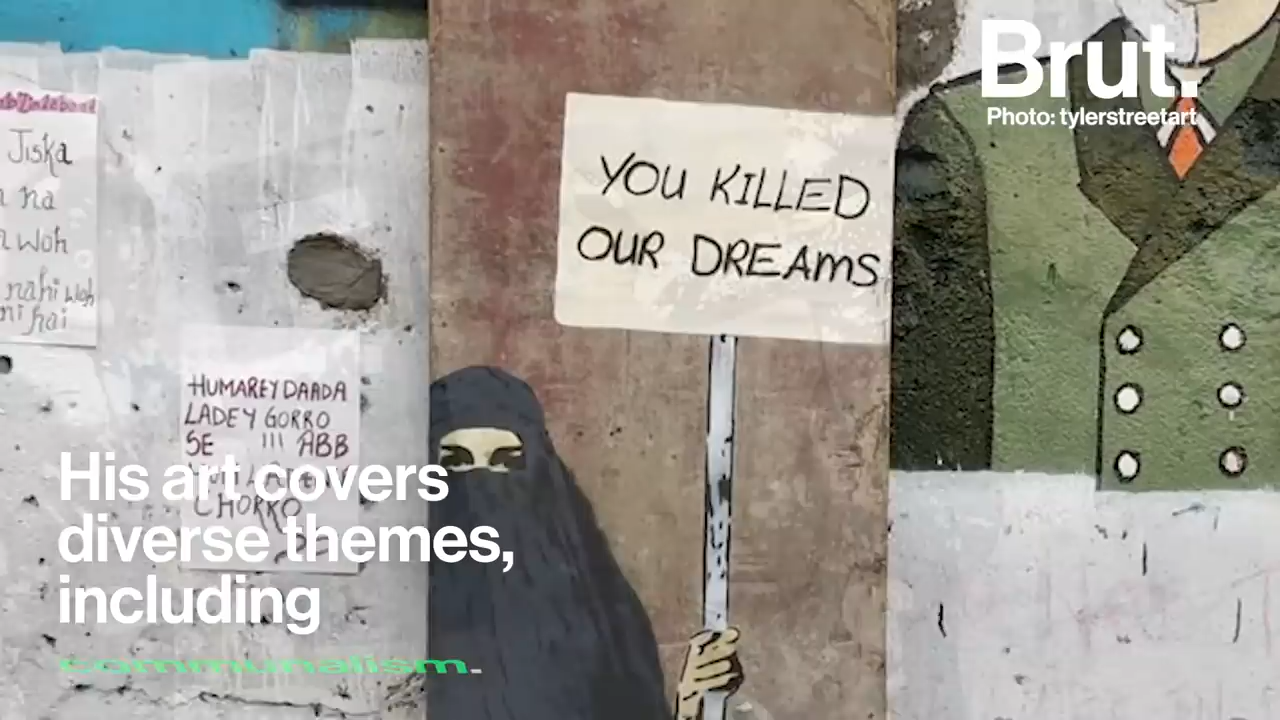 Brut.
Photo: tylerstreetart
Jiska
na
Woh
nahi Woh
hai
YOU KILLED
OUR DREAMS
HUMAREY DAADA
LADEY GORRO
SE !!! ABB
CHORRO
His art covers
diverse themes,
including
communalism.